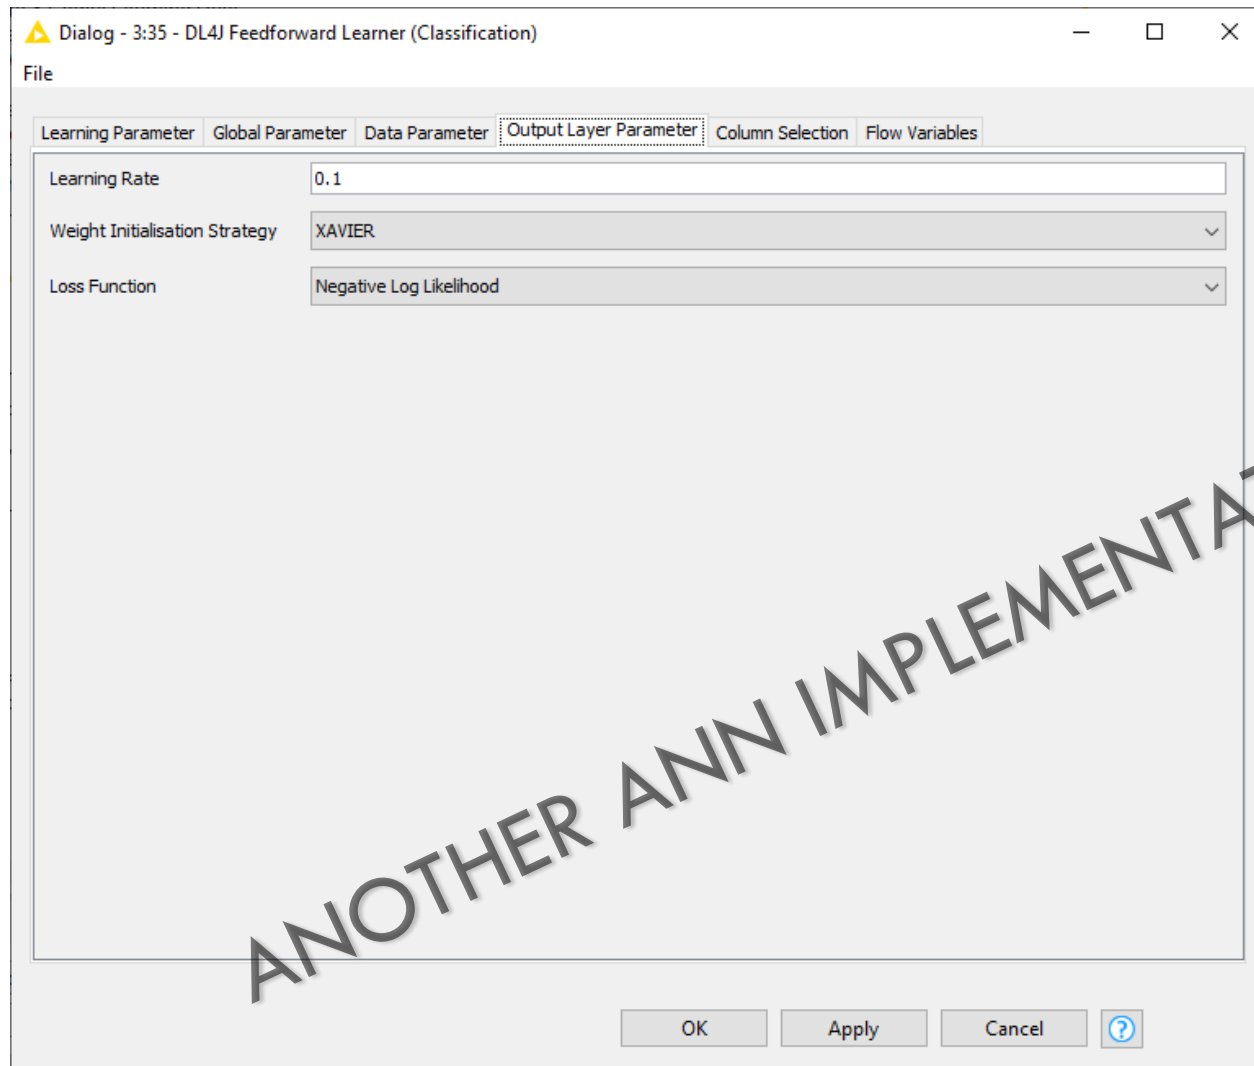 Dialog - 3:35 - DL4J Feedforward Learner (Classification)
File
Learning Parameter Global Parameter Data Parameter Output Layer Parameter Column Selection Flow Variables
Learning Rate 0.1
Weight Initialisation Strategy XAVIER
Loss Function Negative Log Likelihood
ANOTHER ANN IMPLEMENTA
OK Apply Cancel ?